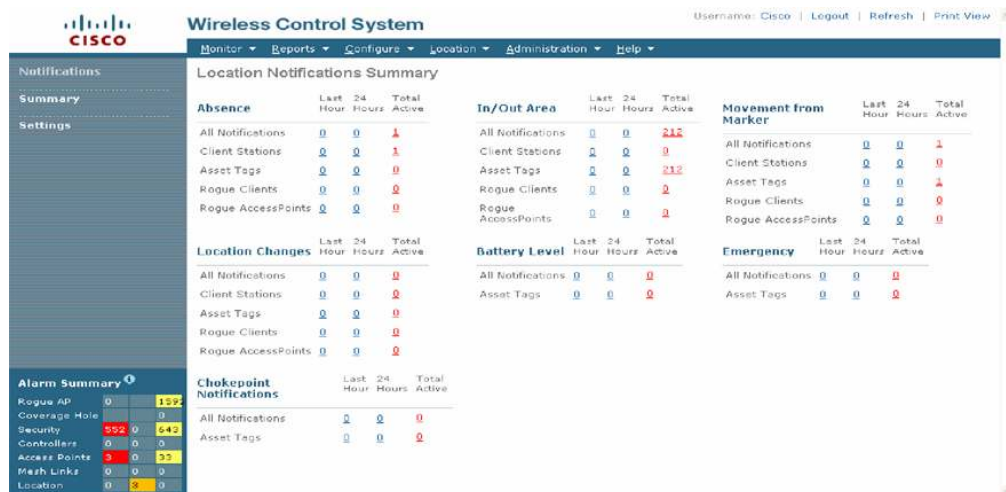 Username: Cisco | Logout | Refresh | Print View
CISCO
Wireless Control System
Monitor Reports Configure Location Administration Help
Notifications
Summary
Settings
Location Notifications Summary
Absence Last Hour 24 Hours Total Active
All Notifications 0 0 1
Client Stations 0 0 1
Asset Tags 0 0 0
Rogue Clients 0 0 0
Rogue AccessPoints 0 0 0
In/Out Area Last Hour 24 Hours Total Active
All Notifications 0 0 212
Client Stations 0 0 0
Asset Tags 0 0 212
Rogue Clients 0 0 0
Rogue AccessPoints 0 0 0
Movement from Marker Last Hour 24 Hours Total Active
All Notifications 0 0 1
Client Stations 0 0 0
Asset Tags 0 0 1
Rogue Clients 0 0 0
Rogue AccessPoints 0 0 0
Location Changes Last Hour 24 Hours Total Active
All Notifications 0 0 0
Client Stations 0 0 0
Asset Tags 0 0 0
Rogue Clients 0 0 0
Rogue AccessPoints 0 0 0
Battery Level Last Hour 24 Hours Total Active
All Notifications 0 0 0
Asset Tags 0 0 0
Emergency Last Hour 24 Hours Total Active
All Notifications 0 0 0
Asset Tags 0 0 0
Chokepoint Notifications Last Hour 24 Hours Total Active
All Notifications 0 0 0
Asset Tags 0 0 0
Alarm Summary
Rogue AP 0
Coverage Hole 0
Security 552 0 643
Controllers 0 0 0
Access Points 3 0 33
Mesh Links 0 0 0
Location 0 3 0